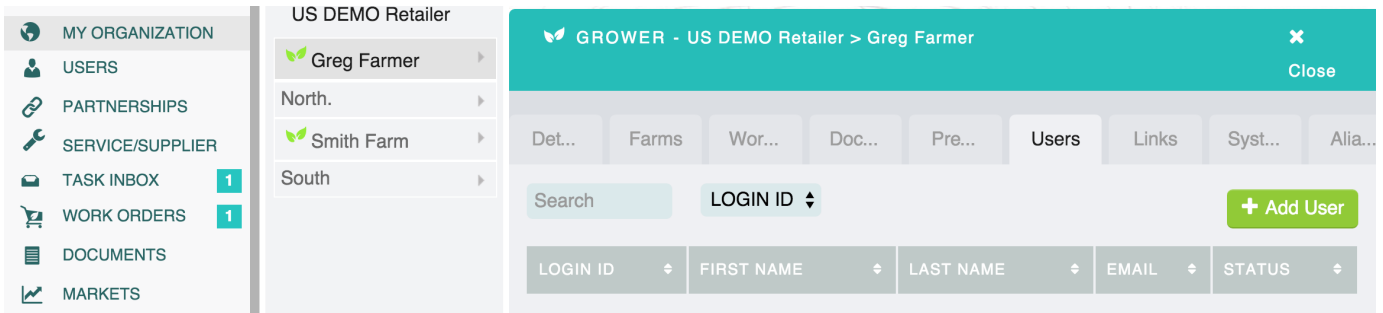 MY ORGANIZATION
USERS
PARTNERSHIPS
SERVICE/SUPPLIER
TASK INBOX 1
WORK ORDERS 1
DOCUMENTS
MARKETS
US DEMO Retailer
Greg Farmer
North.
Smith Farm
South
GROWER - US DEMO Retailer > Greg Farmer
Close
Det... Farms Wor... Doc... Pre... Users Links Syst... Alia...
Search LOGIN ID + Add User
LOGIN ID FIRST NAME LAST NAME EMAIL STATUS